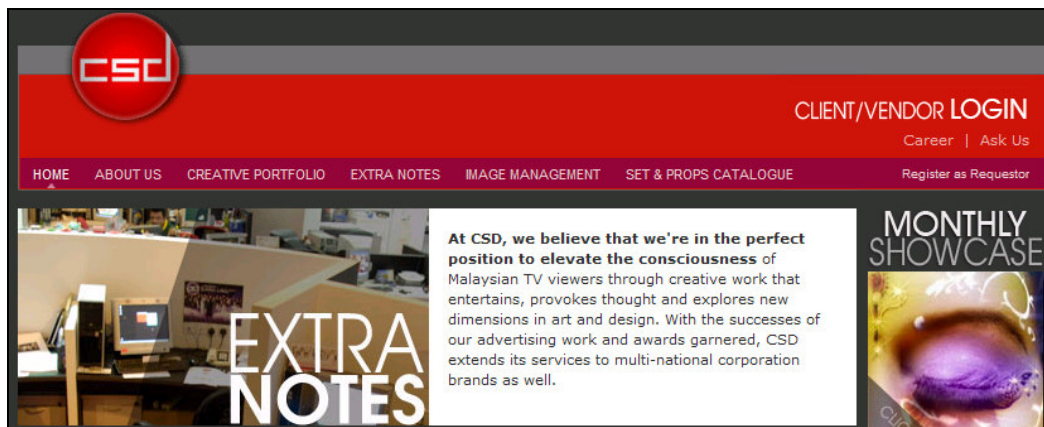 csd
CLIENT/VENDOR LOGIN
Career | Ask Us
HOME ABOUT US CREATIVE PORTFOLIO EXTRA NOTES IMAGE MANAGEMENT SET & PROPS CATALOGUE Register as Requestor
EXTRA
NOTES
At CSD, we believe that we're in the perfect
position to elevate the consciousness of
Malaysian TV viewers through creative work that
entertains, provokes thought and explores new
dimensions in art and design. With the successes of
our advertising work and awards garnered, CSD
extends its services to multi-national corporation
brands as well.
MONTHLY
SHOWCASE